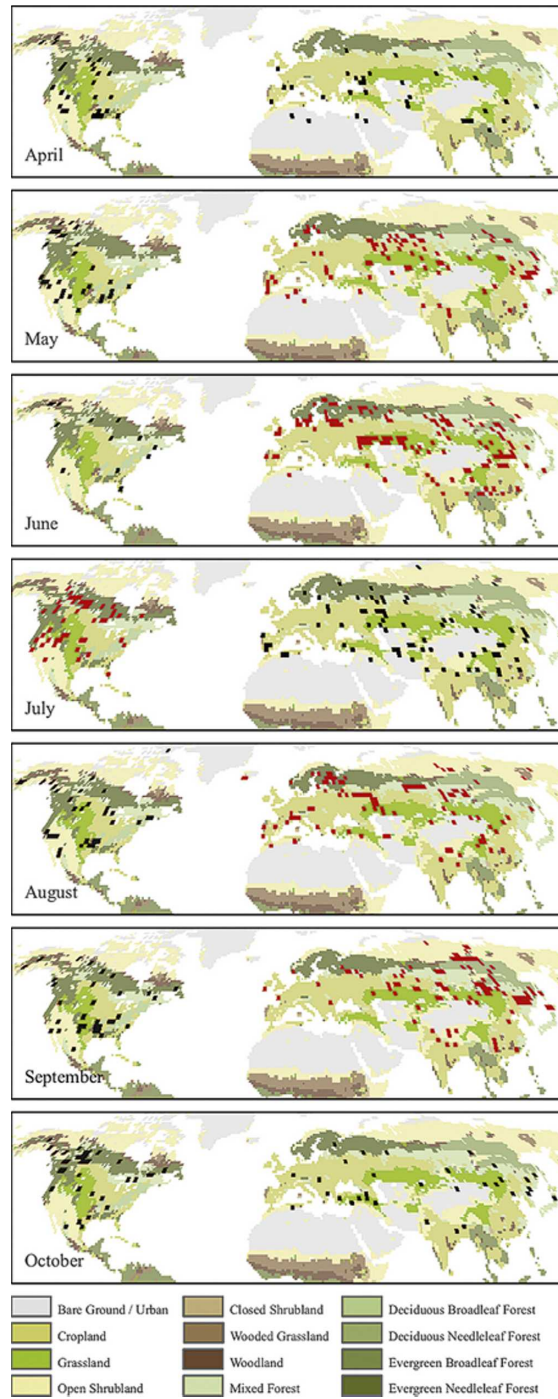 April
May
June
July
August
September
October
Bare Ground / Urban
Closed Shrubland
Deciduous Broadleaf Forest
Cropland
Wooded Grassland
Deciduous Needleleaf Forest
Grassland
Woodland
Evergreen Broadleaf Forest
Open Shrubland
Mixed Forest
Evergreen Needleleaf Forest